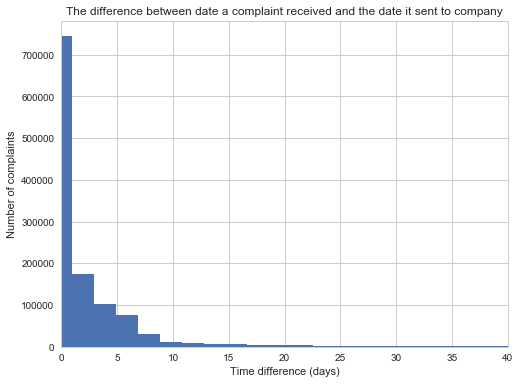 The difference between date a complaint received and the date it sent to company
Number of complaints
700000
600000
500000
400000
300000
200000
100000
0
0 5 10 15 20 25 30 35 40
Time difference (days)